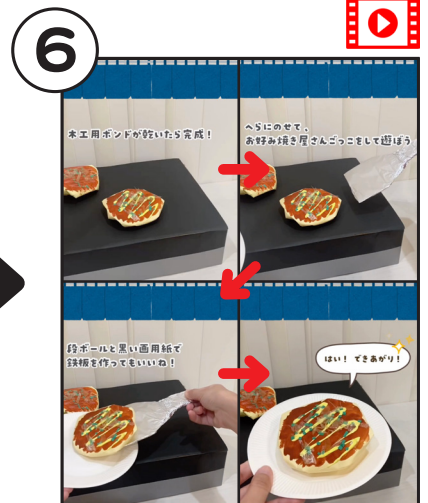 6
木工用ボンドが乾いたら完成！
へらにのせて、
お好み焼き屋さんごっこをして遊ぼう
段ボールと黒い画用紙で
鉄板を作ってもいいね！
はい！ できあがり！